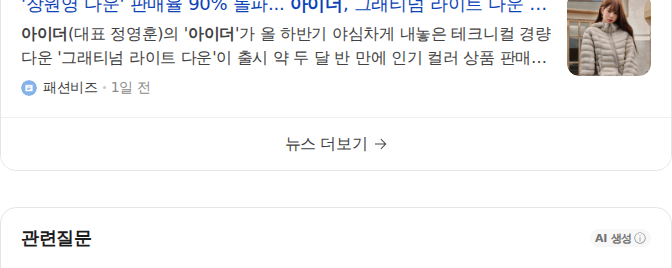 '장원영 다운' 판매율 90% 돌파... 아이더, 그래티넘 라이트 다운 ...
아이더(대표 정영훈)의 '아이더'가 올 하반기 야심차게 내놓은 테크니컬 경량
다운 '그래티넘 라이트 다운'이 출시 약 두 달 반 만에 인기 컬러 상품 판매...
패션비즈 · 1일 전
뉴스 더보기 →
관련질문
AI 생성